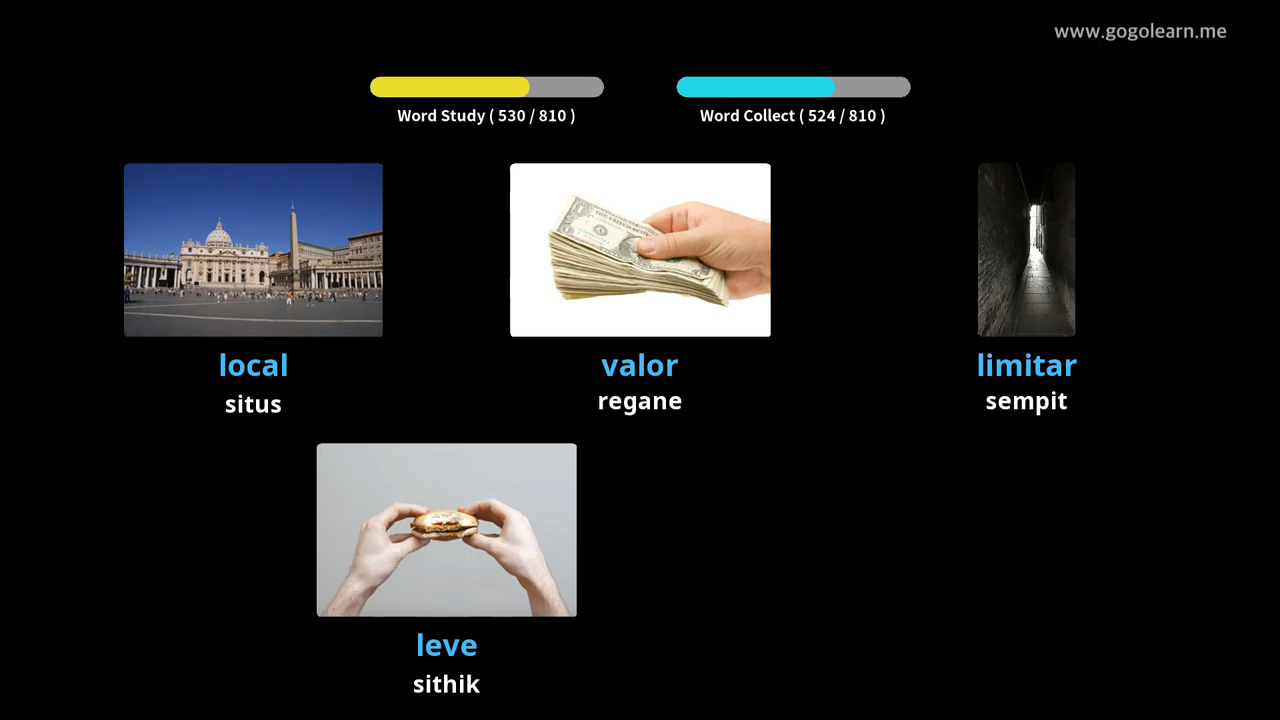 www.gogolearn.me
Word Study ( 530 / 810 )
Word Collect ( 524 / 810 )
local
situs
valor
regane
limitar
sempit
leve
sithik